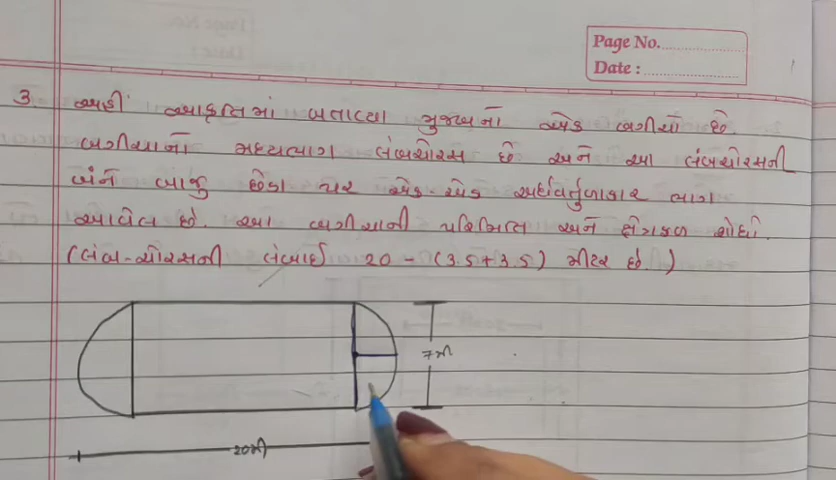 Page No.
Date :
3. અહીં આકૃતિમાં બતાવ્યા મુજબનો એક બગીચો છે.
બગીચાનો મધ્યભાગ લંબચોરસ છે અને આ લંબચોરસની
બંને બાજુ છેડા પર એક-એક અર્ધવર્તુળાકાર ભાગ
આવેલ છે. આ બગીચાની પરિમિતિ અને ક્ષેત્રફળ શોધો.
(લંબ-ચોરસની લંબાઈ 20 - (3.5+3.5) મીટર છે.)
7મી
20મી